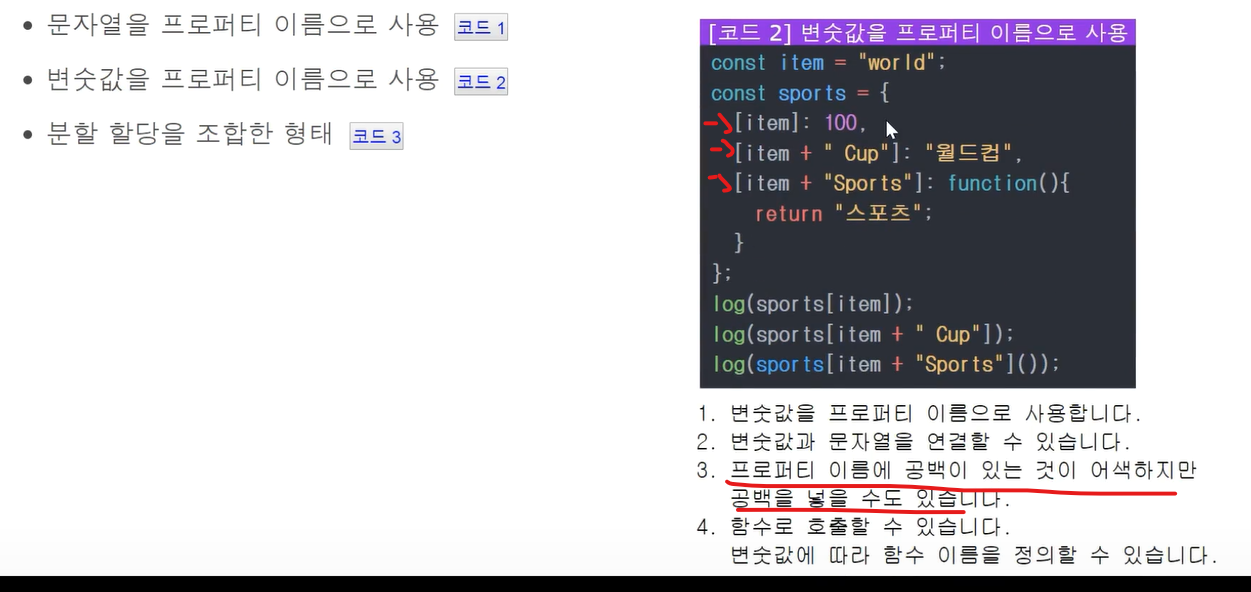 • 문자열을 프로퍼티 이름으로 사용 코드 1
• 변숫값을 프로퍼티 이름으로 사용 코드 2
• 분할 할당을 조합한 형태 코드 3
[코드 2] 변숫값을 프로퍼티 이름으로 사용
const item = "world";
const sports = {
[item]: 100,
[item + " Cup"]: "월드컵",
[item + "Sports"]: function(){
return "스포츠";
}
};
log(sports[item]);
log(sports[item + " Cup"]);
log(sports[item + "Sports"]());
1. 변숫값을 프로퍼티 이름으로 사용합니다.
2. 변숫값과 문자열을 연결할 수 있습니다.
3. 프로퍼티 이름에 공백이 있는 것이 어색하지만
공백을 넣을 수도 있습니다.
4. 함수로 호출할 수 있습니다.
변숫값에 따라 함수 이름을 정의할 수 있습니다.